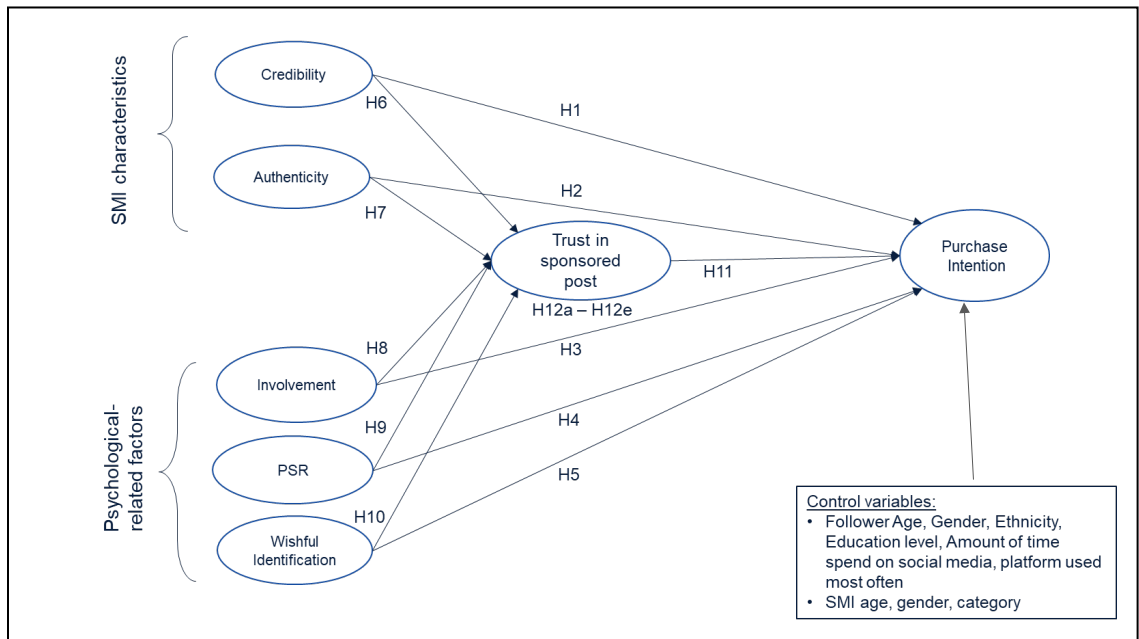 SMI characteristics
Credibility
H6
H1
Authenticity
H7
H2
Trust in
sponsored
post
H11
Purchase
Intention
H12a – H12e
Psychological-
related factors
Involvement
H8
H3
PSR
H9
H4
Wishful
Identification
H10
H5
Control variables:
• Follower Age, Gender, Ethnicity,
Education level, Amount of time
spend on social media, platform used
most often
• SMI age, gender, category